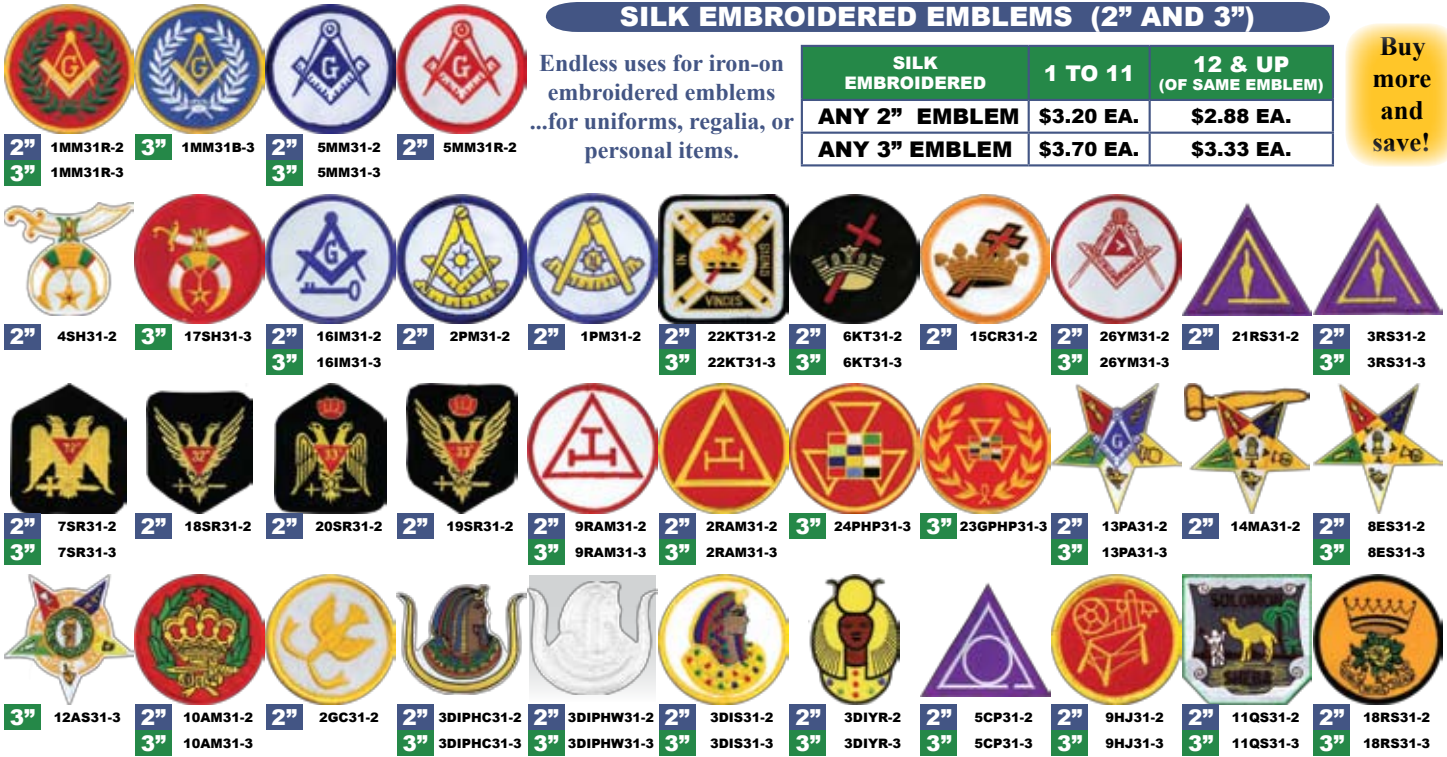 SILK EMBROIDERED EMBLEMS (2” AND 3”)
Endless uses for iron-on
embroidered emblems
...for uniforms, regalia, or
personal items.
SILK
EMBROIDERED
1 TO 11
12 & UP
(OF SAME EMBLEM)
ANY 2” EMBLEM $3.20 EA. $2.88 EA.
ANY 3” EMBLEM $3.70 EA. $3.33 EA.
Buy
more
and
save!
G G G G
2” 1MM31R-2 3” 1MM31B-3 2” 5MM31-2 2” 5MM31R-2
3” 1MM31R-3 3” 5MM31-3
G
HOC
IN
SIGNO
VINCES
2” 4SH31-2 3” 17SH31-3 2” 16IM31-2 2” 2PM31-2 2” 1PM31-2 2” 22KT31-2 2” 6KT31-2 2” 15CR31-2 2” 26YM31-2 2” 21RS31-2 2” 3RS31-2
3” 16IM31-3 3” 22KT31-3 3” 6KT31-3 3” 26YM31-3 3” 3RS31-3
32° 33° 33° G
2” 7SR31-2 2” 18SR31-2 2” 20SR31-2 2” 19SR31-2 2” 9RAM31-2 2” 2RAM31-2 3” 24PHP31-3 3” 23GPHP31-3 2” 13PA31-2 2” 14MA31-2 2” 8ES31-2
3” 7SR31-3 3” 9RAM31-3 3” 2RAM31-3 3” 13PA31-3 3” 8ES31-3
SOLOMON
SHEBA
3” 12AS31-3 2” 10AM31-2 2” 2GC31-2 2” 3DIPHC31-2 2” 3DIPHW31-2 2” 3DIS31-2 2” 3DIYR-2 2” 5CP31-2 2” 9HJ31-2 2” 11QS31-2 2” 18RS31-2
3” 10AM31-3 3” 3DIPHC31-3 3” 3DIPHW31-3 3” 3DIS31-3 3” 3DIYR-3 3” 5CP31-3 3” 9HJ31-3 3” 11QS31-3 3” 18RS31-3